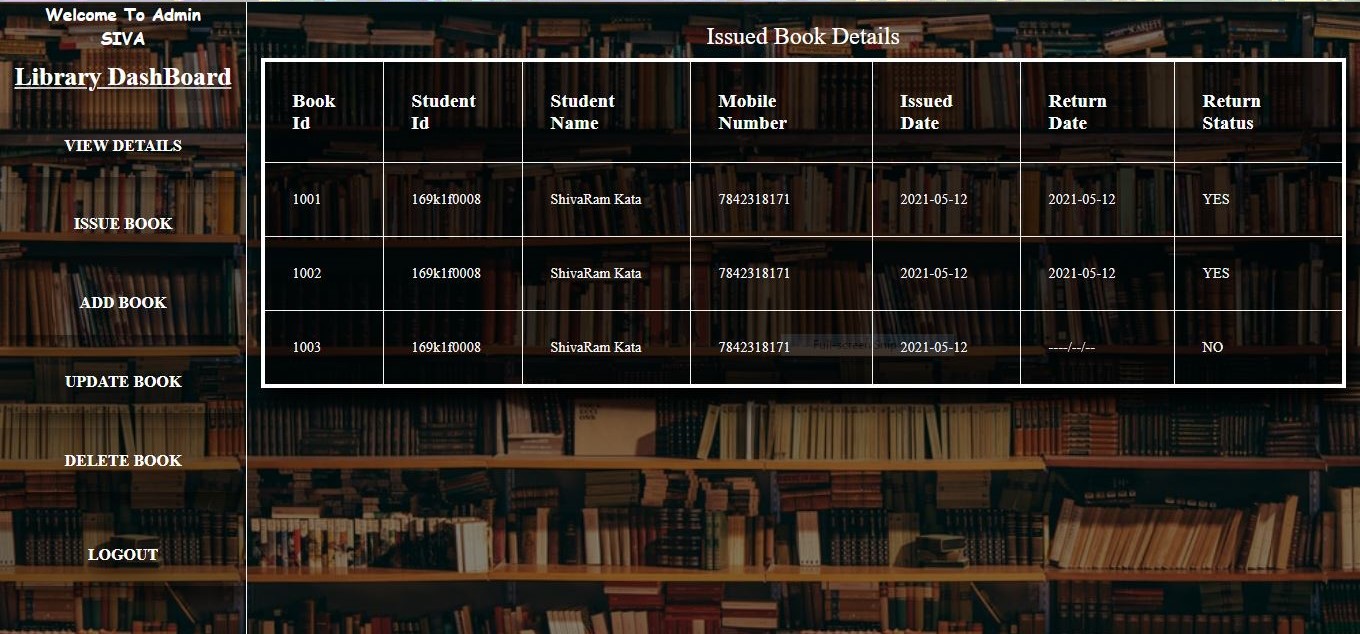 Welcome To Admin
SIVA
Library DashBoard
VIEW DETAILS
ISSUE BOOK
ADD BOOK
UPDATE BOOK
DELETE BOOK
LOGOUT
Issued Book Details
Book Id Student Id Student Name Mobile Number Issued Date Return Date Return Status
1001 169k1f0008 ShivaRam Kata 7842318171 2021-05-12 2021-05-12 YES
1002 169k1f0008 ShivaRam Kata 7842318171 2021-05-12 2021-05-12 YES
1003 169k1f0008 ShivaRam Kata 7842318171 2021-05-12 ----/--/-- NO